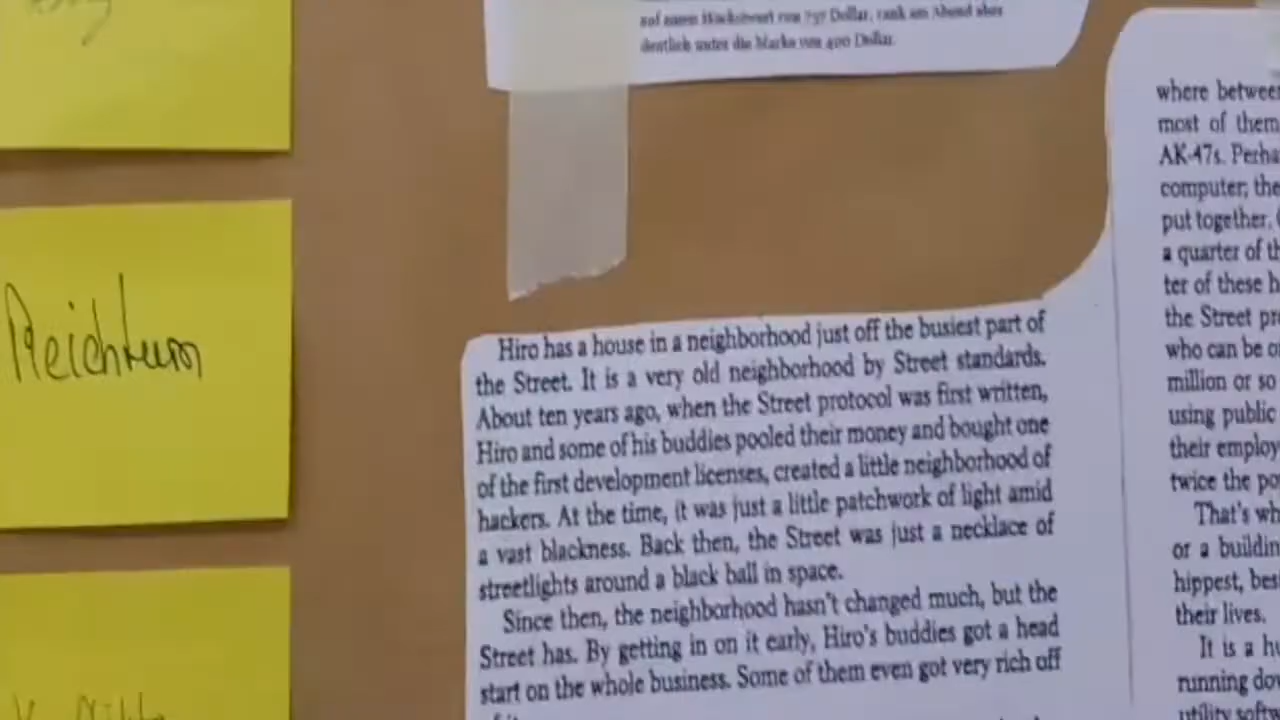 auf einen Höchstwert von 797 Dollar, sank am Abend aber
deutlich unter die Marke von 400 Dollar.
Reichtum
Hiro has a house in a neighborhood just off the busiest part of
the Street. It is a very old neighborhood by Street standards.
About ten years ago, when the Street protocol was first written,
Hiro and some of his buddies pooled their money and bought one
of the first development licenses, created a little neighborhood of
hackers. At the time, it was just a little patchwork of light amid
a vast blackness. Back then, the Street was just a necklace of
streetlights around a black ball in space.
Since then, the neighborhood hasn't changed much, but the
Street has. By getting in on it early, Hiro's buddies got a head
start on the whole business. Some of them even got very rich off
where between
most of them
AK-47s. Perha
computer; the
put together,
a quarter of th
ter of these h
the Street pr
who can be o
million or so
using public
their employ
twice the po
That's wh
or a buildin
hippest, bes
their lives.
It is a hu
running dow
utility softw